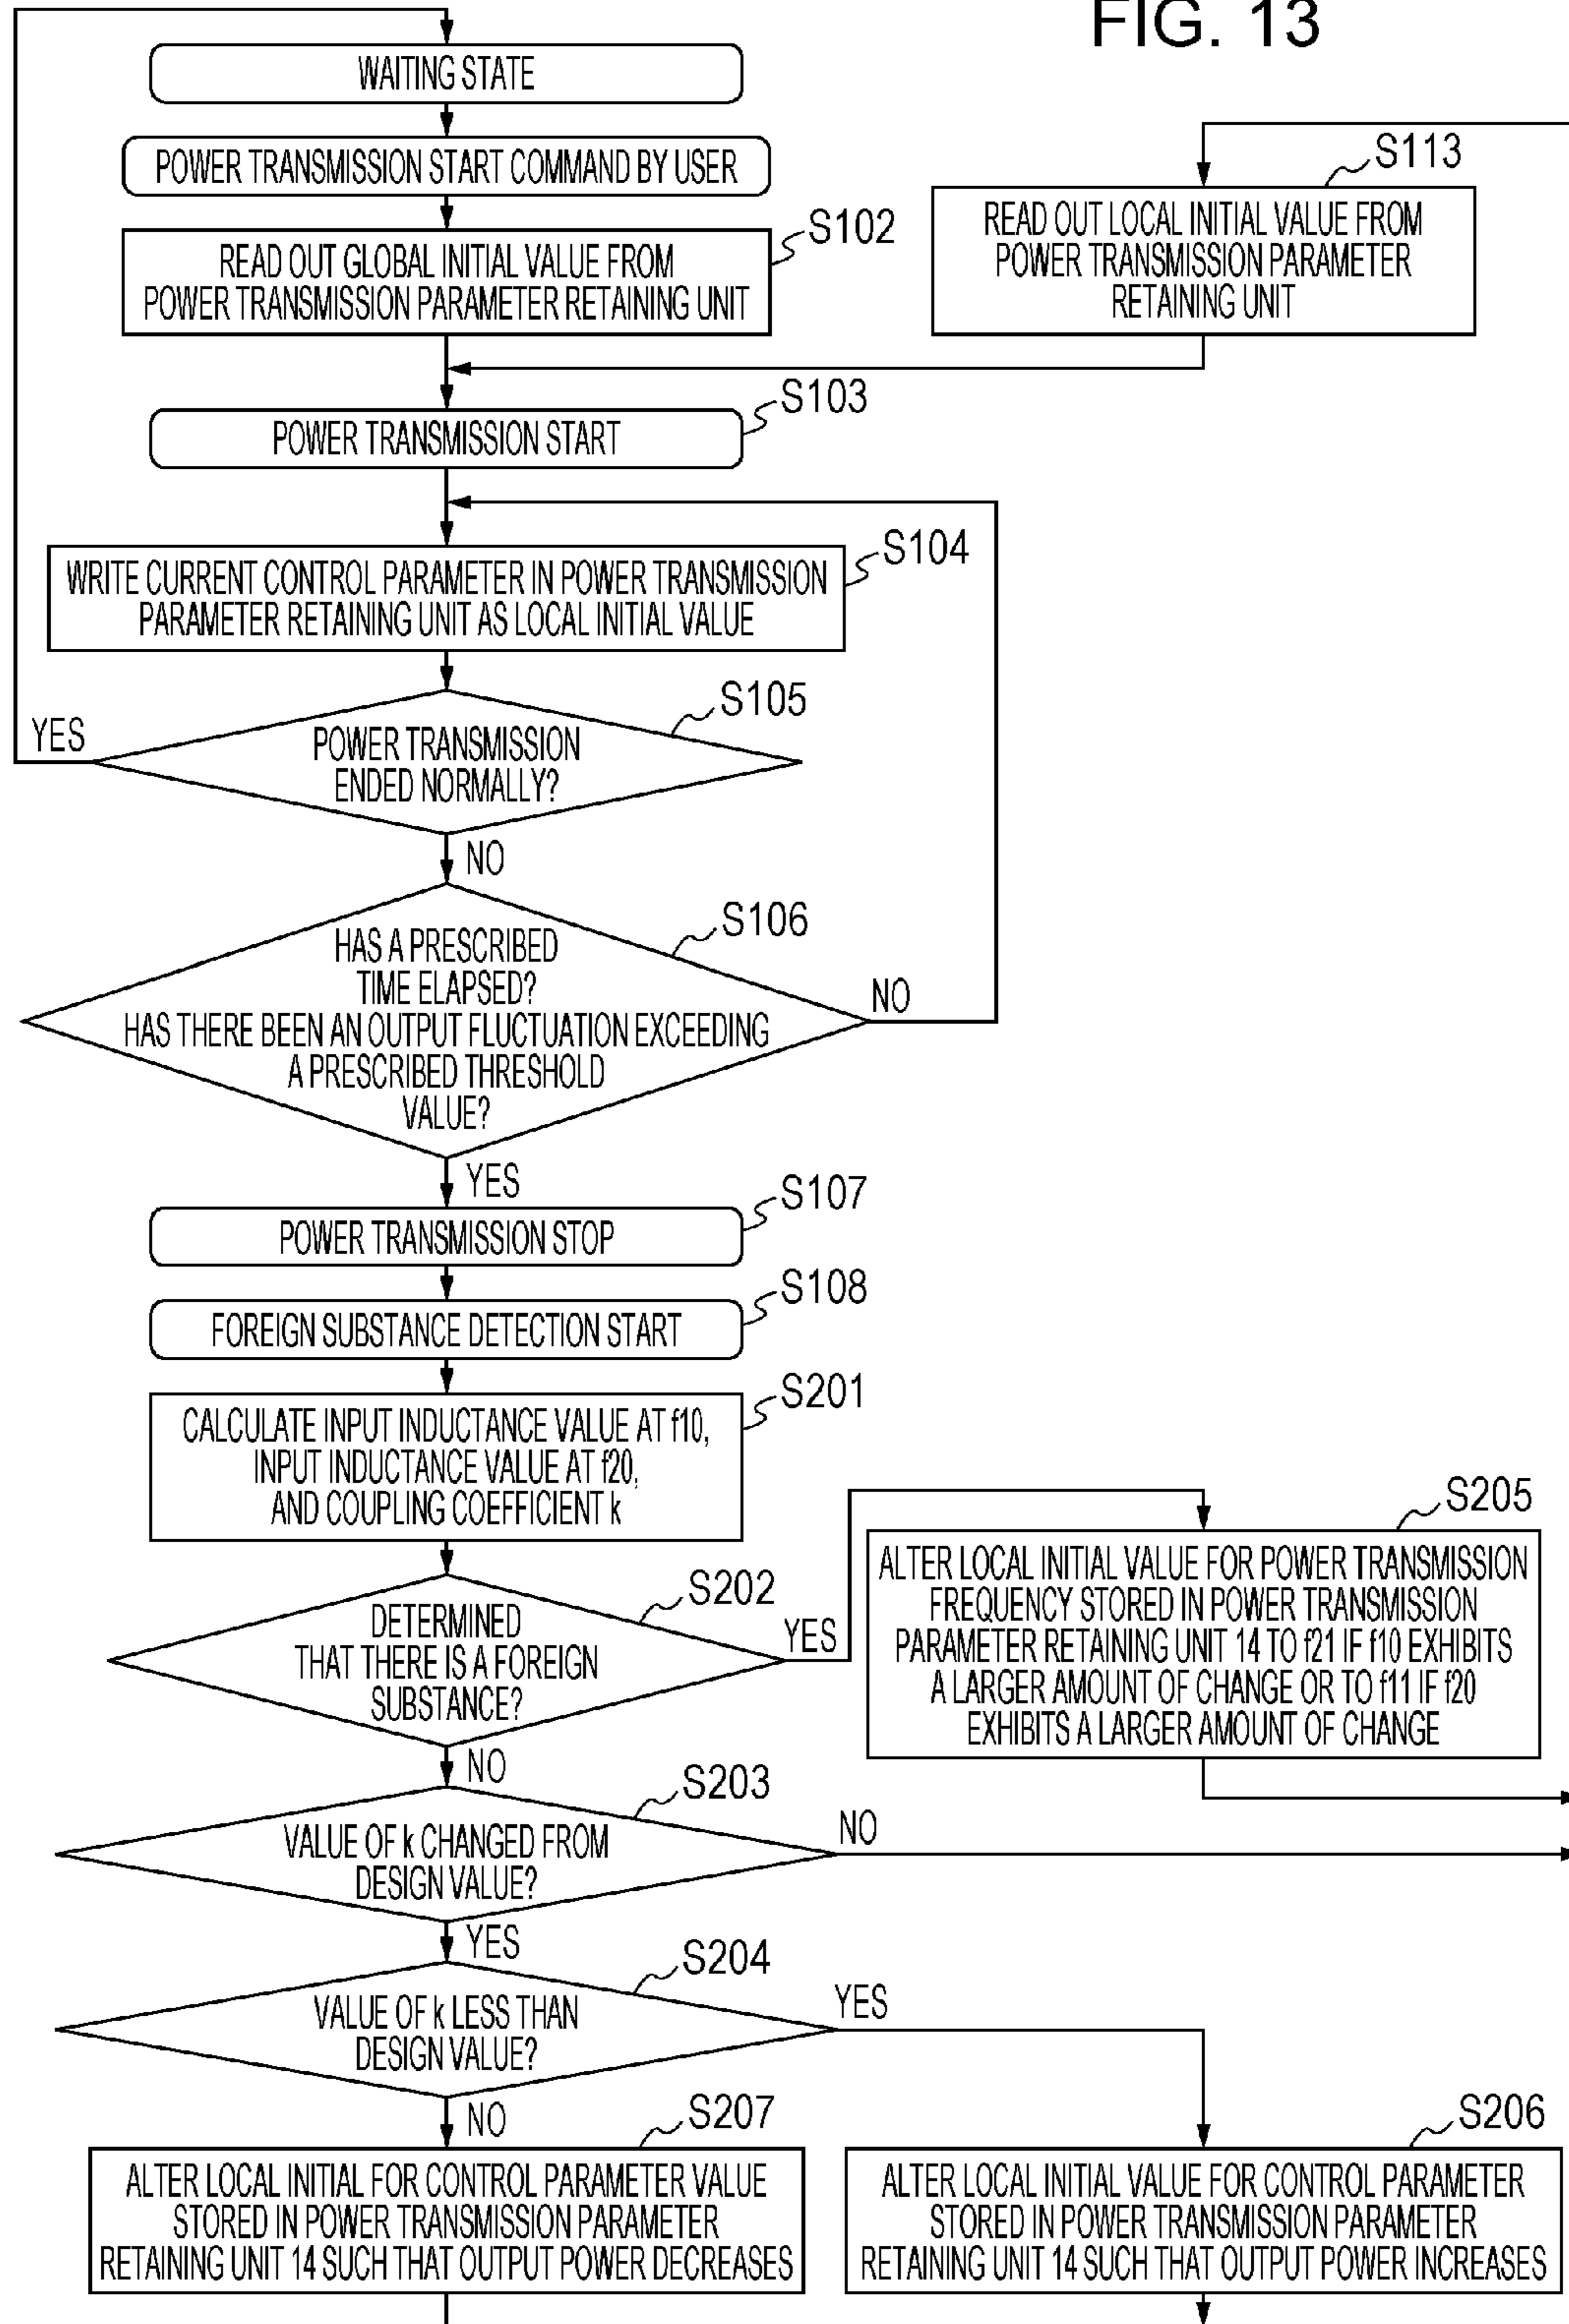 FIG. 13
WAITING STATE
POWER TRANSMISSION START COMMAND BY USER
S102
READ OUT GLOBAL INITIAL VALUE FROM
POWER TRANSMISSION PARAMETER RETAINING UNIT
S113
READ OUT LOCAL INITIAL VALUE FROM
POWER TRANSMISSION PARAMETER
RETAINING UNIT
S103
POWER TRANSMISSION START
S104
WRITE CURRENT CONTROL PARAMETER IN POWER TRANSMISSION
PARAMETER RETAINING UNIT AS LOCAL INITIAL VALUE
S105
YES
POWER TRANSMISSION
ENDED NORMALLY?
NO
S106
HAS A PRESCRIBED
TIME ELAPSED?
HAS THERE BEEN AN OUTPUT FLUCTUATION EXCEEDING
A PRESCRIBED THRESHOLD
VALUE?
NO
YES
S107
POWER TRANSMISSION STOP
S108
FOREIGN SUBSTANCE DETECTION START
S201
CALCULATE INPUT INDUCTANCE VALUE AT f10,
INPUT INDUCTANCE VALUE AT f20,
AND COUPLING COEFFICIENT k
S202
DETERMINED
THAT THERE IS A FOREIGN
SUBSTANCE?
YES
S205
ALTER LOCAL INITIAL VALUE FOR POWER TRANSMISSION
FREQUENCY STORED IN POWER TRANSMISSION
PARAMETER RETAINING UNIT 14 TO f21 IF f10 EXHIBITS
A LARGER AMOUNT OF CHANGE OR TO f11 IF f20
EXHIBITS A LARGER AMOUNT OF CHANGE
NO
S203
VALUE OF k CHANGED FROM
DESIGN VALUE?
NO
YES
S204
VALUE OF k LESS THAN
DESIGN VALUE?
YES
NO
S207
ALTER LOCAL INITIAL FOR CONTROL PARAMETER VALUE
STORED IN POWER TRANSMISSION PARAMETER
RETAINING UNIT 14 SUCH THAT OUTPUT POWER DECREASES
S206
ALTER LOCAL INITIAL VALUE FOR CONTROL PARAMETER
STORED IN POWER TRANSMISSION PARAMETER
RETAINING UNIT 14 SUCH THAT OUTPUT POWER INCREASES